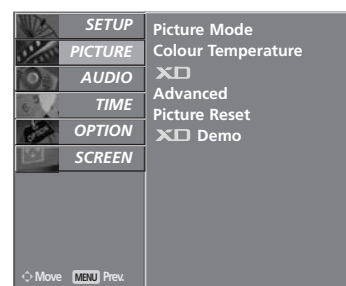 SETUP
PICTURE
AUDIO
TIME
OPTION
SCREEN
Move MENU Prev.
Picture Mode
Colour Temperature
XD
Advanced
Picture Reset
XD Demo